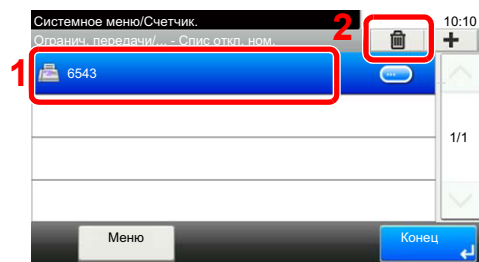 Системное меню/Счетчик.
10:10
Огранич. передачи/... - Спис откл. ном.
2
1
6543
1/1
Меню
Конец